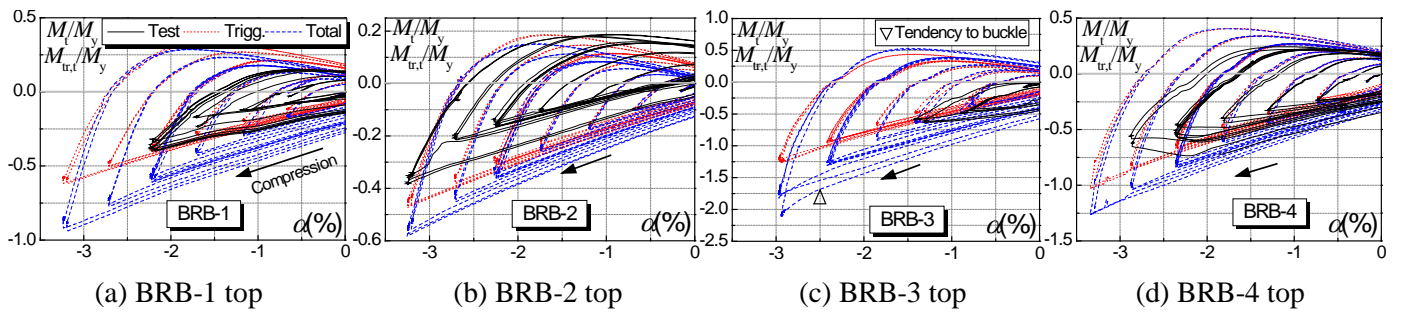 M_t/M_y
M_tr,t/M_y
Test Trigg. Total
0.5
0.0
-0.5
-1.0
Compression
BRB-1
α(%)
-3 -2 -1 0
(a) BRB-1 top
M_t/M_y
M_tr,t/M_y
0.2
0.0
-0.2
-0.4
-0.6
BRB-2
α(%)
-3 -2 -1 0
(b) BRB-2 top
M_t/M_y
M_tr,t/M_y
Tendency to buckle
1.0
0.5
0.0
-0.5
-1.0
-1.5
-2.0
-2.5
BRB-3
α(%)
-3 -2 -1 0
(c) BRB-3 top
M_t/M_y
M_tr,t/M_y
0.5
0.0
-0.5
-1.0
-1.5
BRB-4
α(%)
-3 -2 -1 0
(d) BRB-4 top